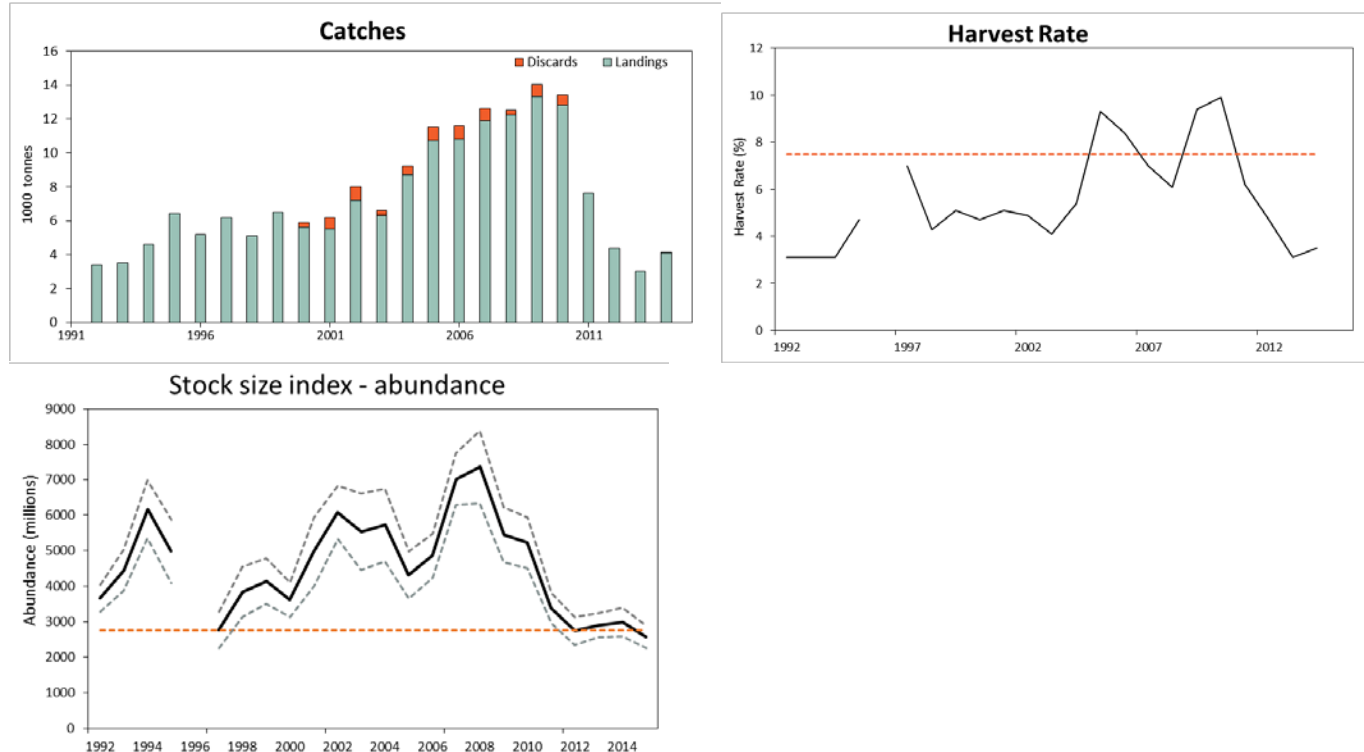 Catches
16
14
12
10
8
6
4
2
0
1000 tonnes
Discards Landings
1991 1996 2001 2006 2011
Harvest Rate
12
10
8
6
4
2
0
Harvest Rate (%)
1992 1997 2002 2007 2012
Stock size index - abundance
9000
8000
7000
6000
5000
4000
3000
2000
1000
0
Abundance (millions)
1992 1994 1996 1998 2000 2002 2004 2006 2008 2010 2012 2014